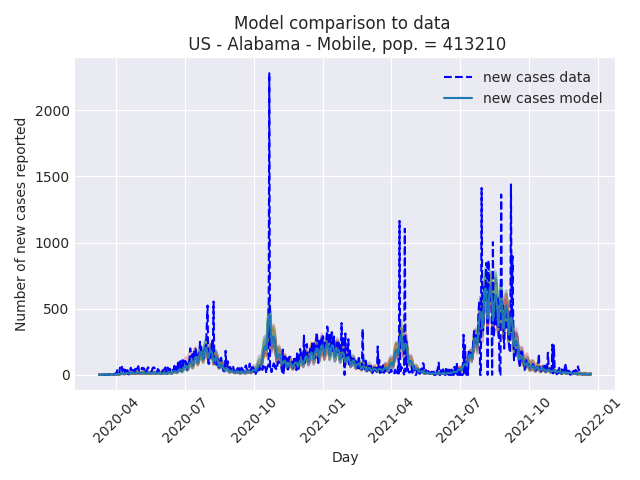 Model comparison to data
US - Alabama - Mobile, pop. = 413210
new cases data
new cases model
Number of new cases reported
2000
1500
1000
500
0
2020-04
2020-07
2020-10
2021-01
2021-04
2021-07
2021-10
2022-01
Day